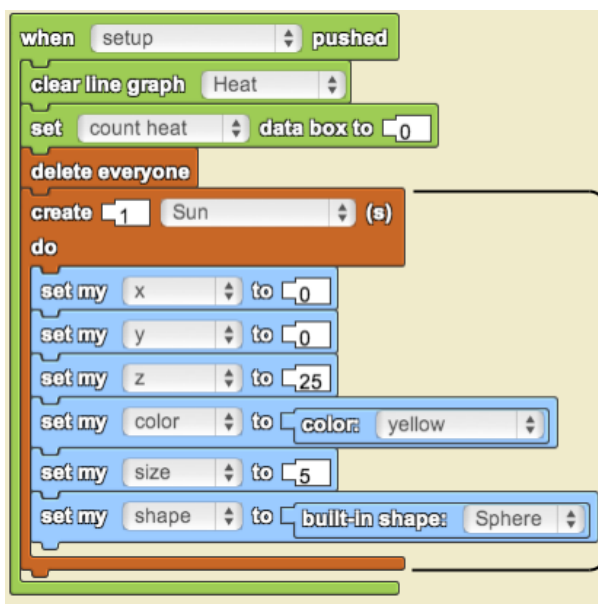 when setup pushed
clear line graph Heat
set count heat data box to 0
delete everyone
create 1 Sun (s)
do
set my x to 0
set my y to 0
set my z to 25
set my color to color: yellow
set my size to 5
set my shape to built-in shape: Sphere